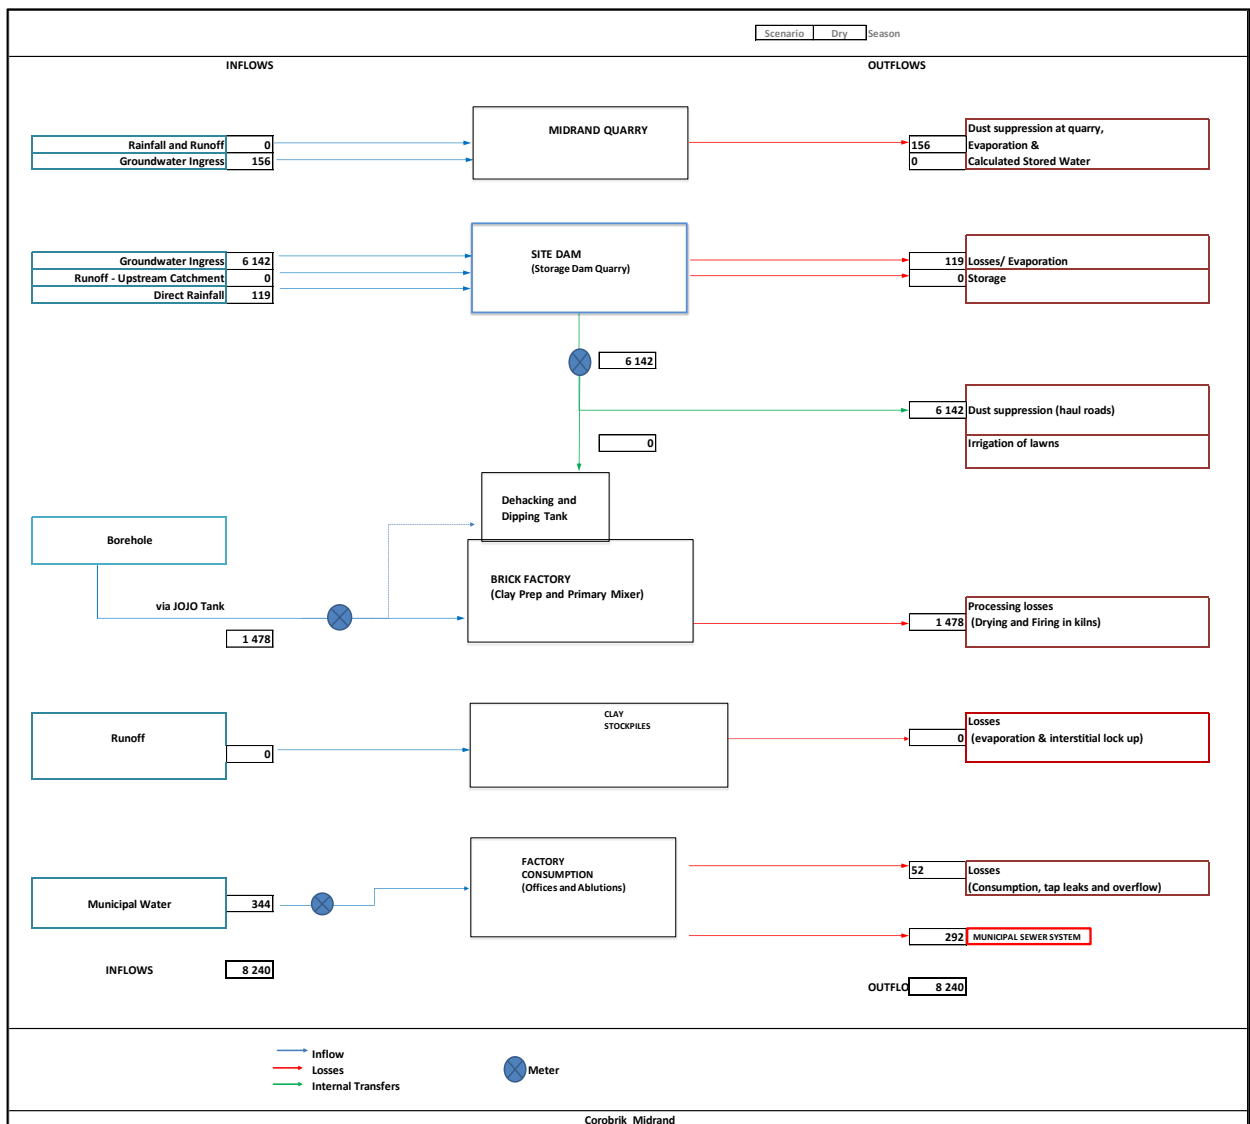 Scenario Dry Season
INFLOWS OUTFLOWS
MIDRAND QUARRY
Rainfall and Runoff 0
Groundwater Ingress 156
Dust suppression at quarry,
156 Evaporation &
0 Calculated Stored Water
SITE DAM
(Storage Dam Quarry)
Groundwater Ingress 6 142
Runoff - Upstream Catchment 0
Direct Rainfall 119
119 Losses/ Evaporation
0 Storage
6 142
6 142 Dust suppression (haul roads)
0
Irrigation of lawns
Dehacking and
Dipping Tank
Borehole
BRICK FACTORY
(Clay Prep and Primary Mixer)
via JOJO Tank
1 478
Processing losses
1 478 (Drying and Firing in kilns)
CLAY
STOCKPILES
Runoff
0
Losses
0 (evaporation & interstitial lock up)
FACTORY
CONSUMPTION
(Offices and Ablutions)
Municipal Water 344
52 Losses
(Consumption, tap leaks and overflow)
292 MUNICIPAL SEWER SYSTEM
INFLOWS 8 240
OUTFLO 8 240
Inflow
Losses
Internal Transfers
Meter
Corobrik Midrand